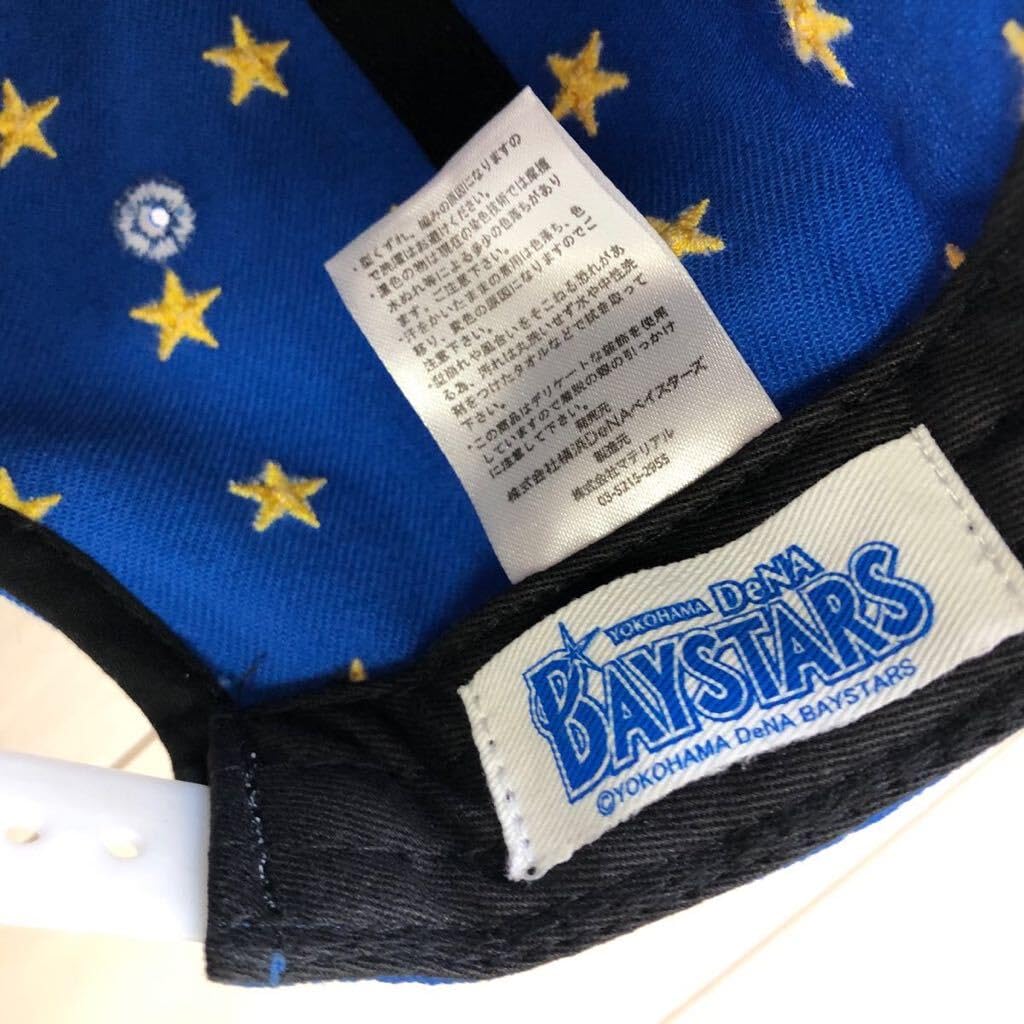 ・型くずれ、縮みの原因になりますの
で洗濯はお避けください。
・濃色の物は現在の染色技術では摩擦
水ぬれ等による多少の色落ちがあり
ます。ご注意下さい。
汗をかいたままの着用は色落ち、色
移り、変色の原因になりますのでご
注意下さい。
型崩れや風合いをそこねる恐れがあ
る為、汚れは丸洗いせず水や中性洗
剤をつけたタオルなどで拭き取って
下さい。
・この商品はデリケートな装飾を使用
していますので着脱の際の引っかけ
に注意して下さい。
発売元
株式会社横浜DeNAベイスターズ
製造元
株式会社マテリアル
03-5215-2955
YOKOHAMA DeNA
BAYSTARS
©YOKOHAMA DeNA BAYSTARS